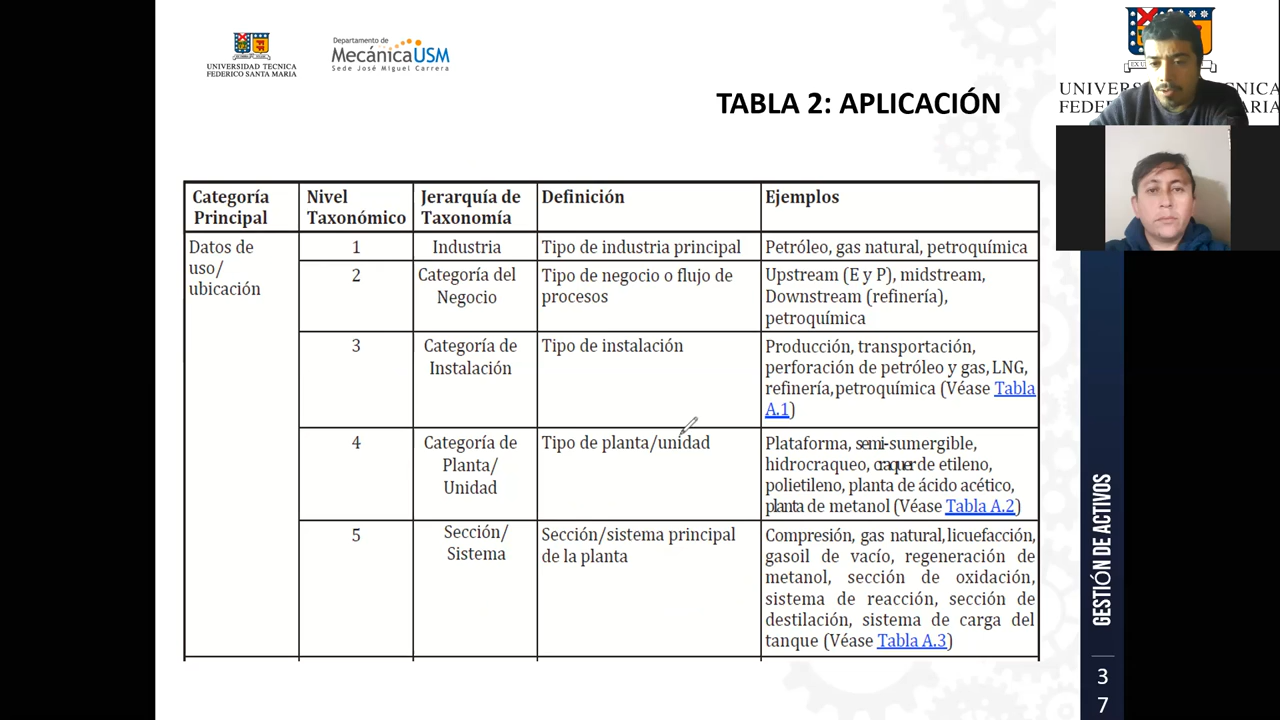 UNIVERSIDAD TECNICA
FEDERICO SANTA MARIA
Departamento de
MecánicaUSM
Sede José Miguel Carrera
TABLA 2: APLICACIÓN
Categoría Principal
Nivel Taxonómico
Jerarquía de Taxonomía
Definición
Ejemplos
Datos de
uso/
ubicación
1
Industria
Tipo de industria principal
Petróleo, gas natural, petroquímica
2
Categoría del
Negocio
Tipo de negocio o flujo de
procesos
Upstream (E y P), midstream,
Downstream (refinería),
petroquímica
3
Categoría de
Instalación
Tipo de instalación
Producción, transportación,
perforación de petróleo y gas, LNG,
refinería, petroquímica (Véase Tabla
A.1)
4
Categoría de
Planta/
Unidad
Tipo de planta/unidad
Plataforma, semi-sumergible,
hidrocraqueo, craquer de etileno,
polietileno, planta de ácido acético,
planta de metanol (Véase Tabla A.2)
5
Sección/
Sistema
Sección/sistema principal
de la planta
Compresión, gas natural, licuefacción,
gasoil de vacío, regeneración de
metanol, sección de oxidación,
sistema de reacción, sección de
destilación, sistema de carga del
tanque (Véase Tabla A.3)
GESTIÓN DE ACTIVOS
3
7